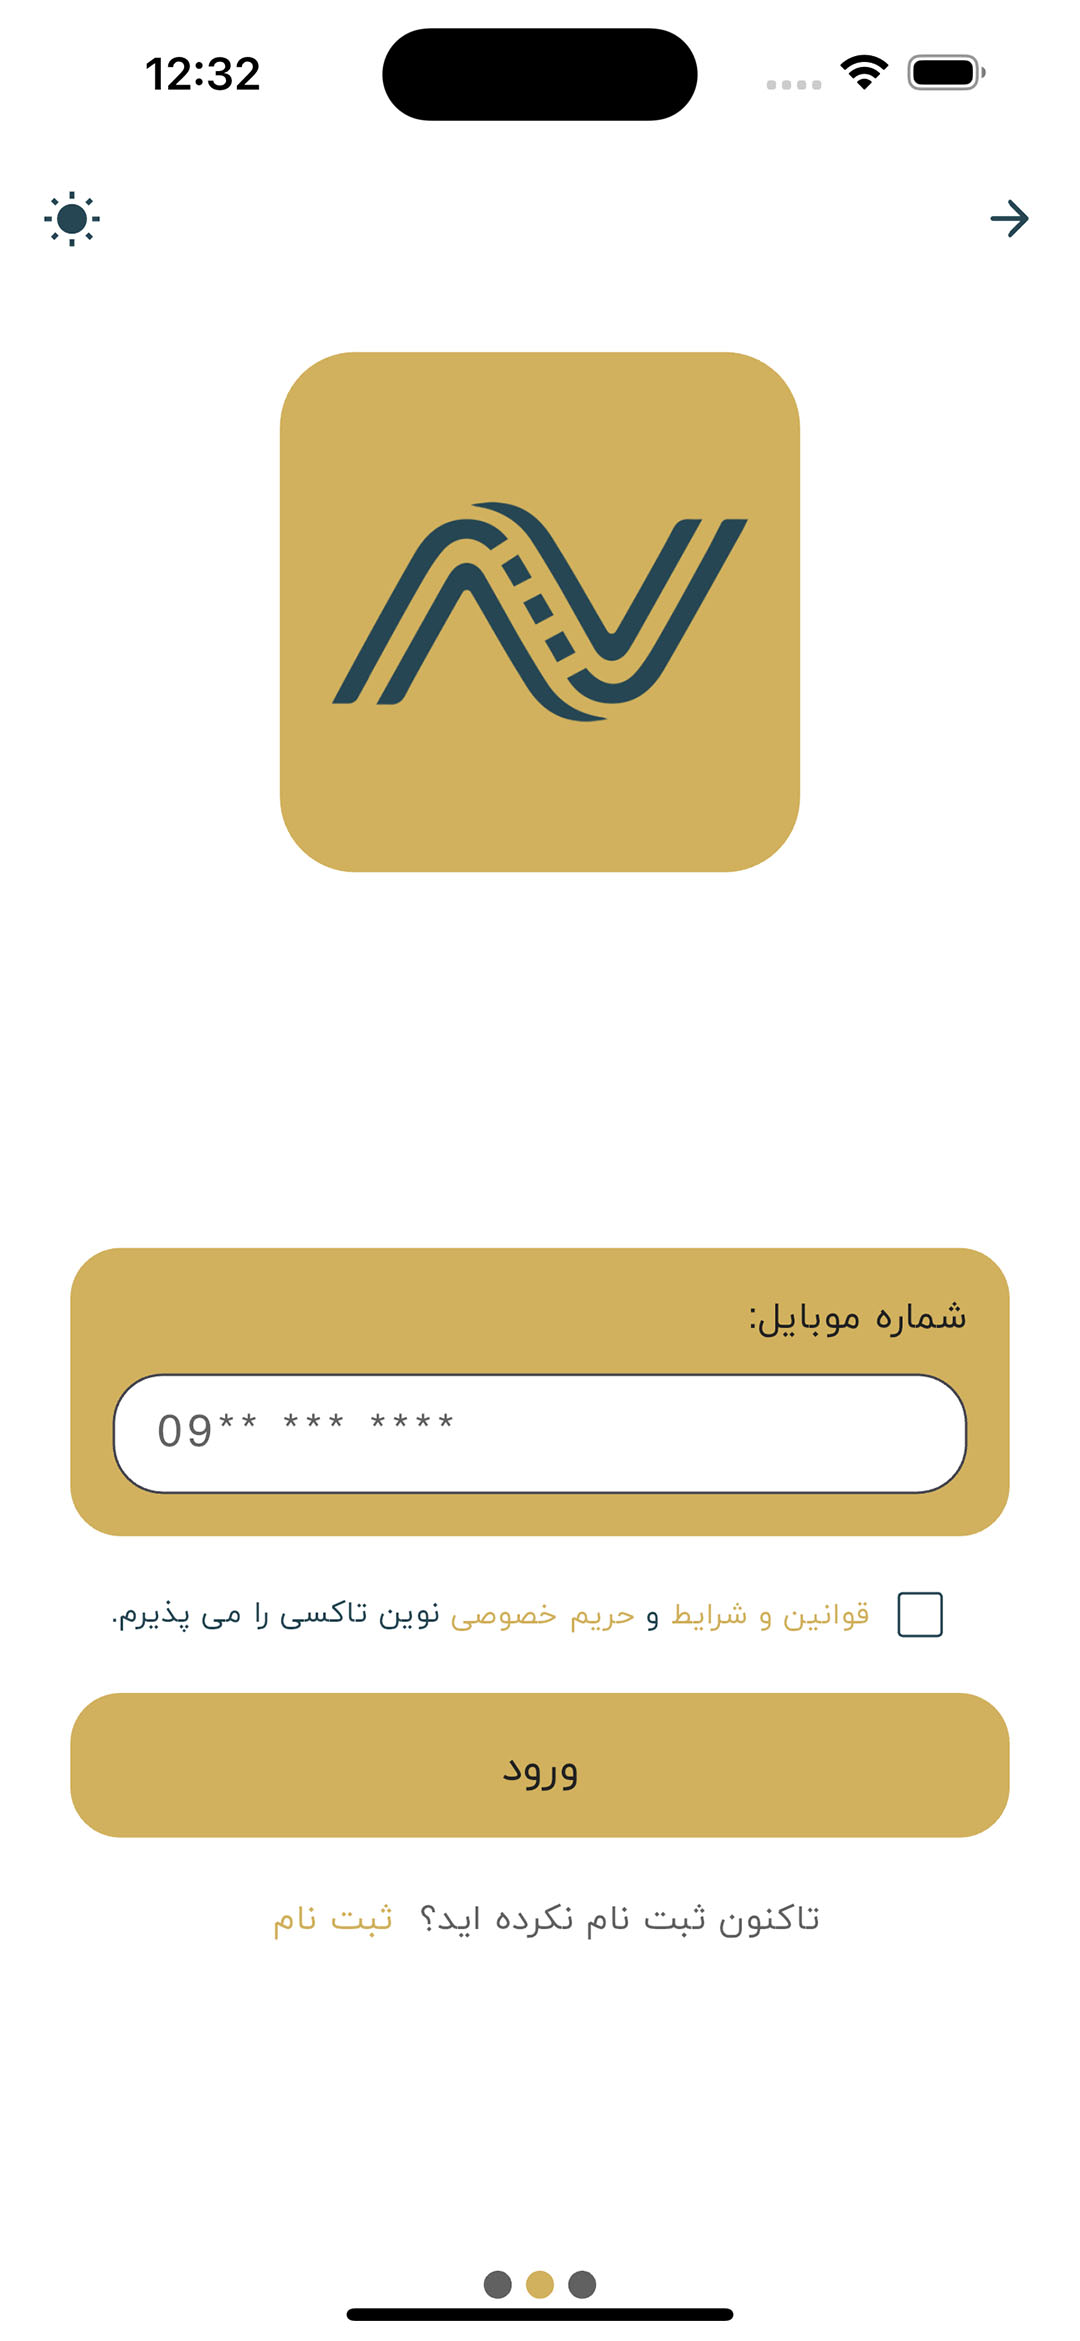 12:32
شماره موبایل:
09** *** ****
قوانین و شرایط و حریم خصوصی نوین تاکسی را می پذیرم.
ورود
تاکنون ثبت نام نکرده اید؟ ثبت نام